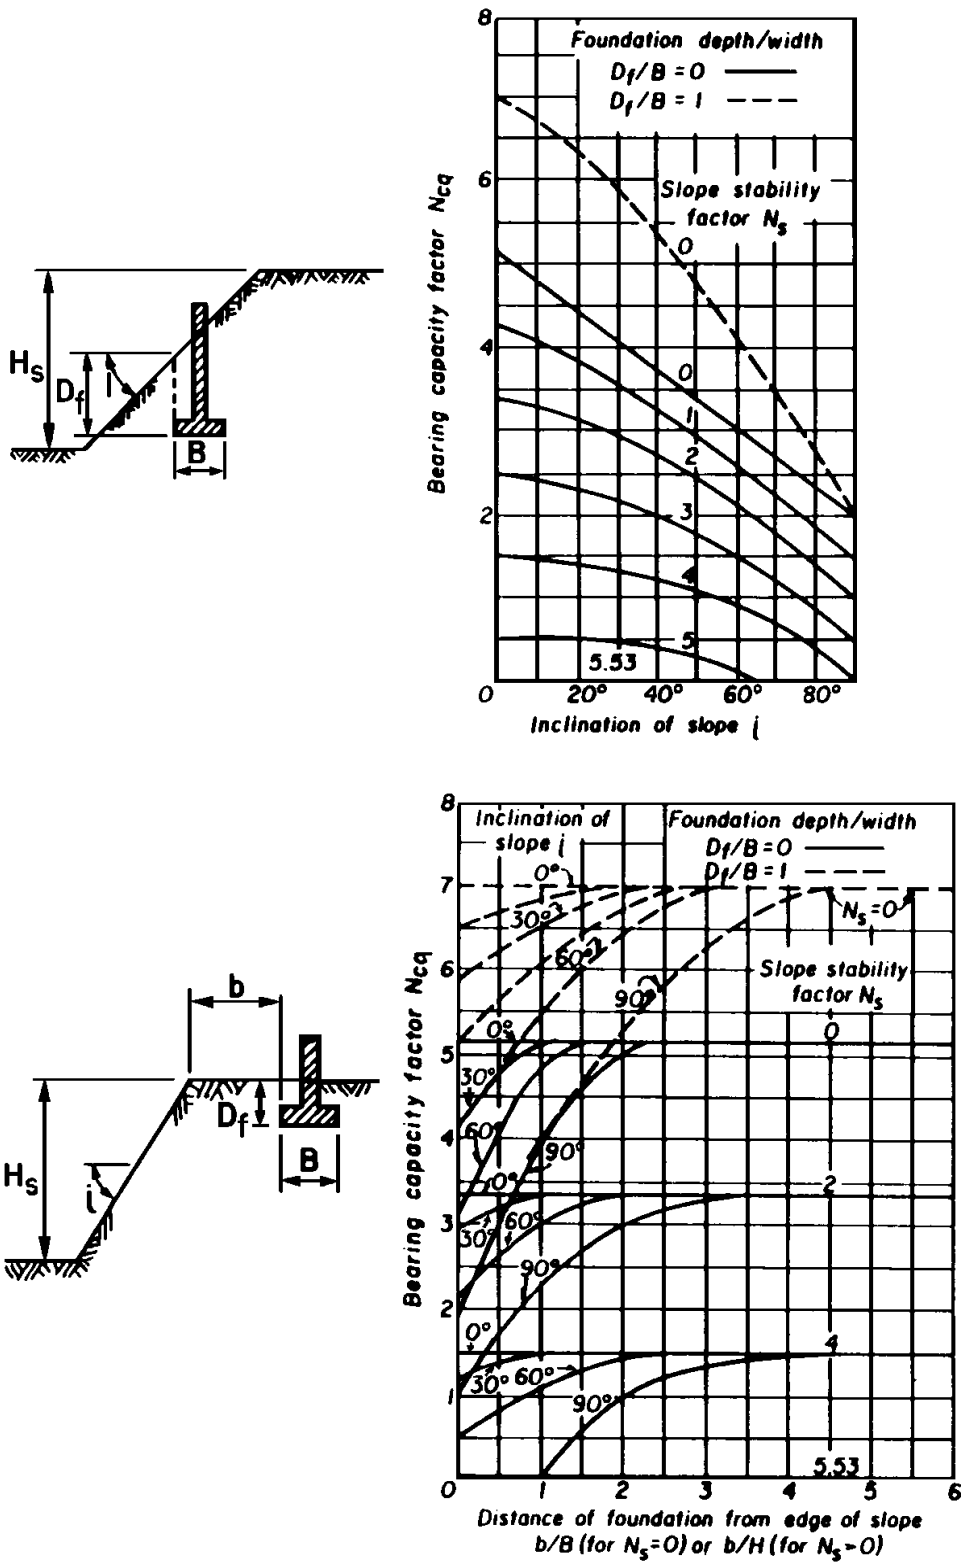 8
Foundation depth/width
Df/B = 0
Df/B = 1
6
Slope stability
factor Ns
0
4
0
1
2
2
3
4
5
5.53
0 20° 40° 60° 80°
Inclination of slope i
Bearing capacity factor Ncq
Hs
Df
i
B
8
Inclination of
slope i
Foundation depth/width
Df/B = 0
Df/B = 1
0°
7
30°
Ns = 0
60°
6
Slope stability
factor Ns
90°
0°
0
5
30°
60°
4
90°
0°
2
3
30°
60°
90°
2
0°
4
30° 60°
1
90°
5.53
0 1 2 3 4 5 6
Distance of foundation from edge of slope
b/B (for Ns=0) or b/H (for Ns>0)
Bearing capacity factor Ncq
b
Df
Hs
i
B